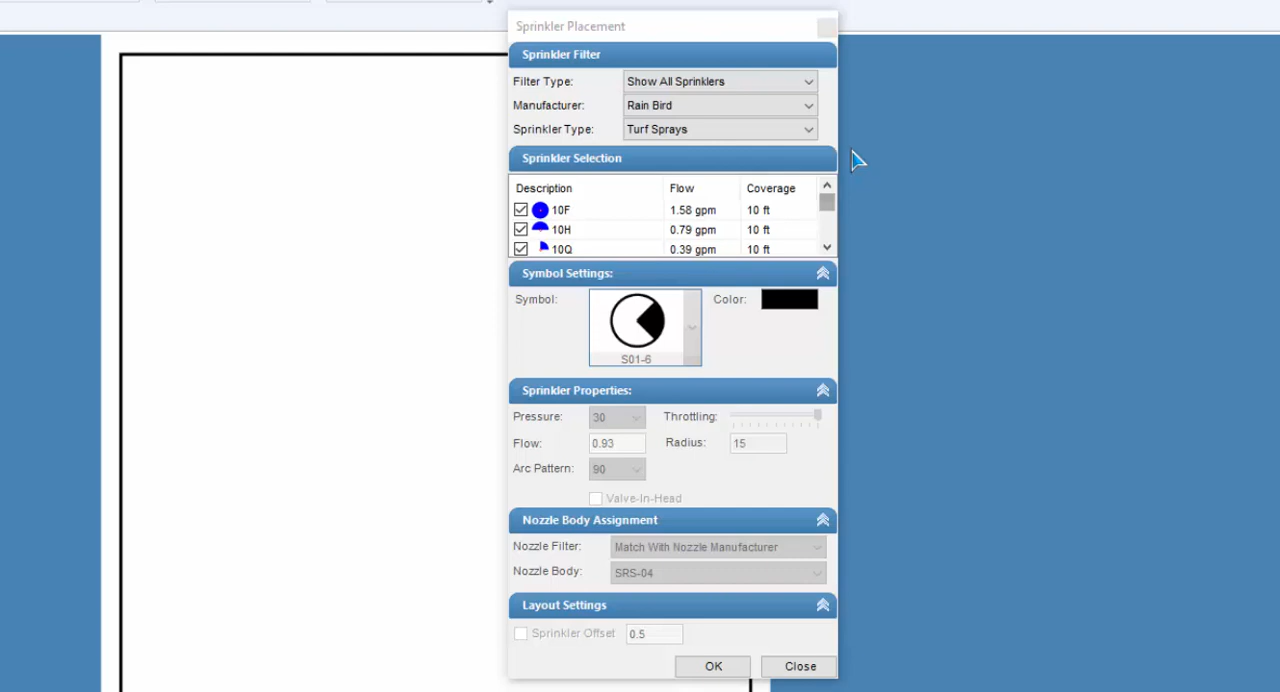 Sprinkler Placement
Sprinkler Filter
Filter Type: Show All Sprinklers
Manufacturer: Rain Bird
Sprinkler Type: Turf Sprays
Sprinkler Selection
Description Flow Coverage
10F 1.58 gpm 10 ft
10H 0.79 gpm 10 ft
10Q 0.39 gpm 10 ft
Symbol Settings:
Symbol: Color:
S01-6
Sprinkler Properties:
Pressure: 30 Throttling:
Flow: 0.93 Radius: 15
Arc Pattern: 90
Valve-In-Head
Nozzle Body Assignment
Nozzle Filter: Match With Nozzle Manufacturer
Nozzle Body: SRS-04
Layout Settings
Sprinkler Offset 0.5
OK Close